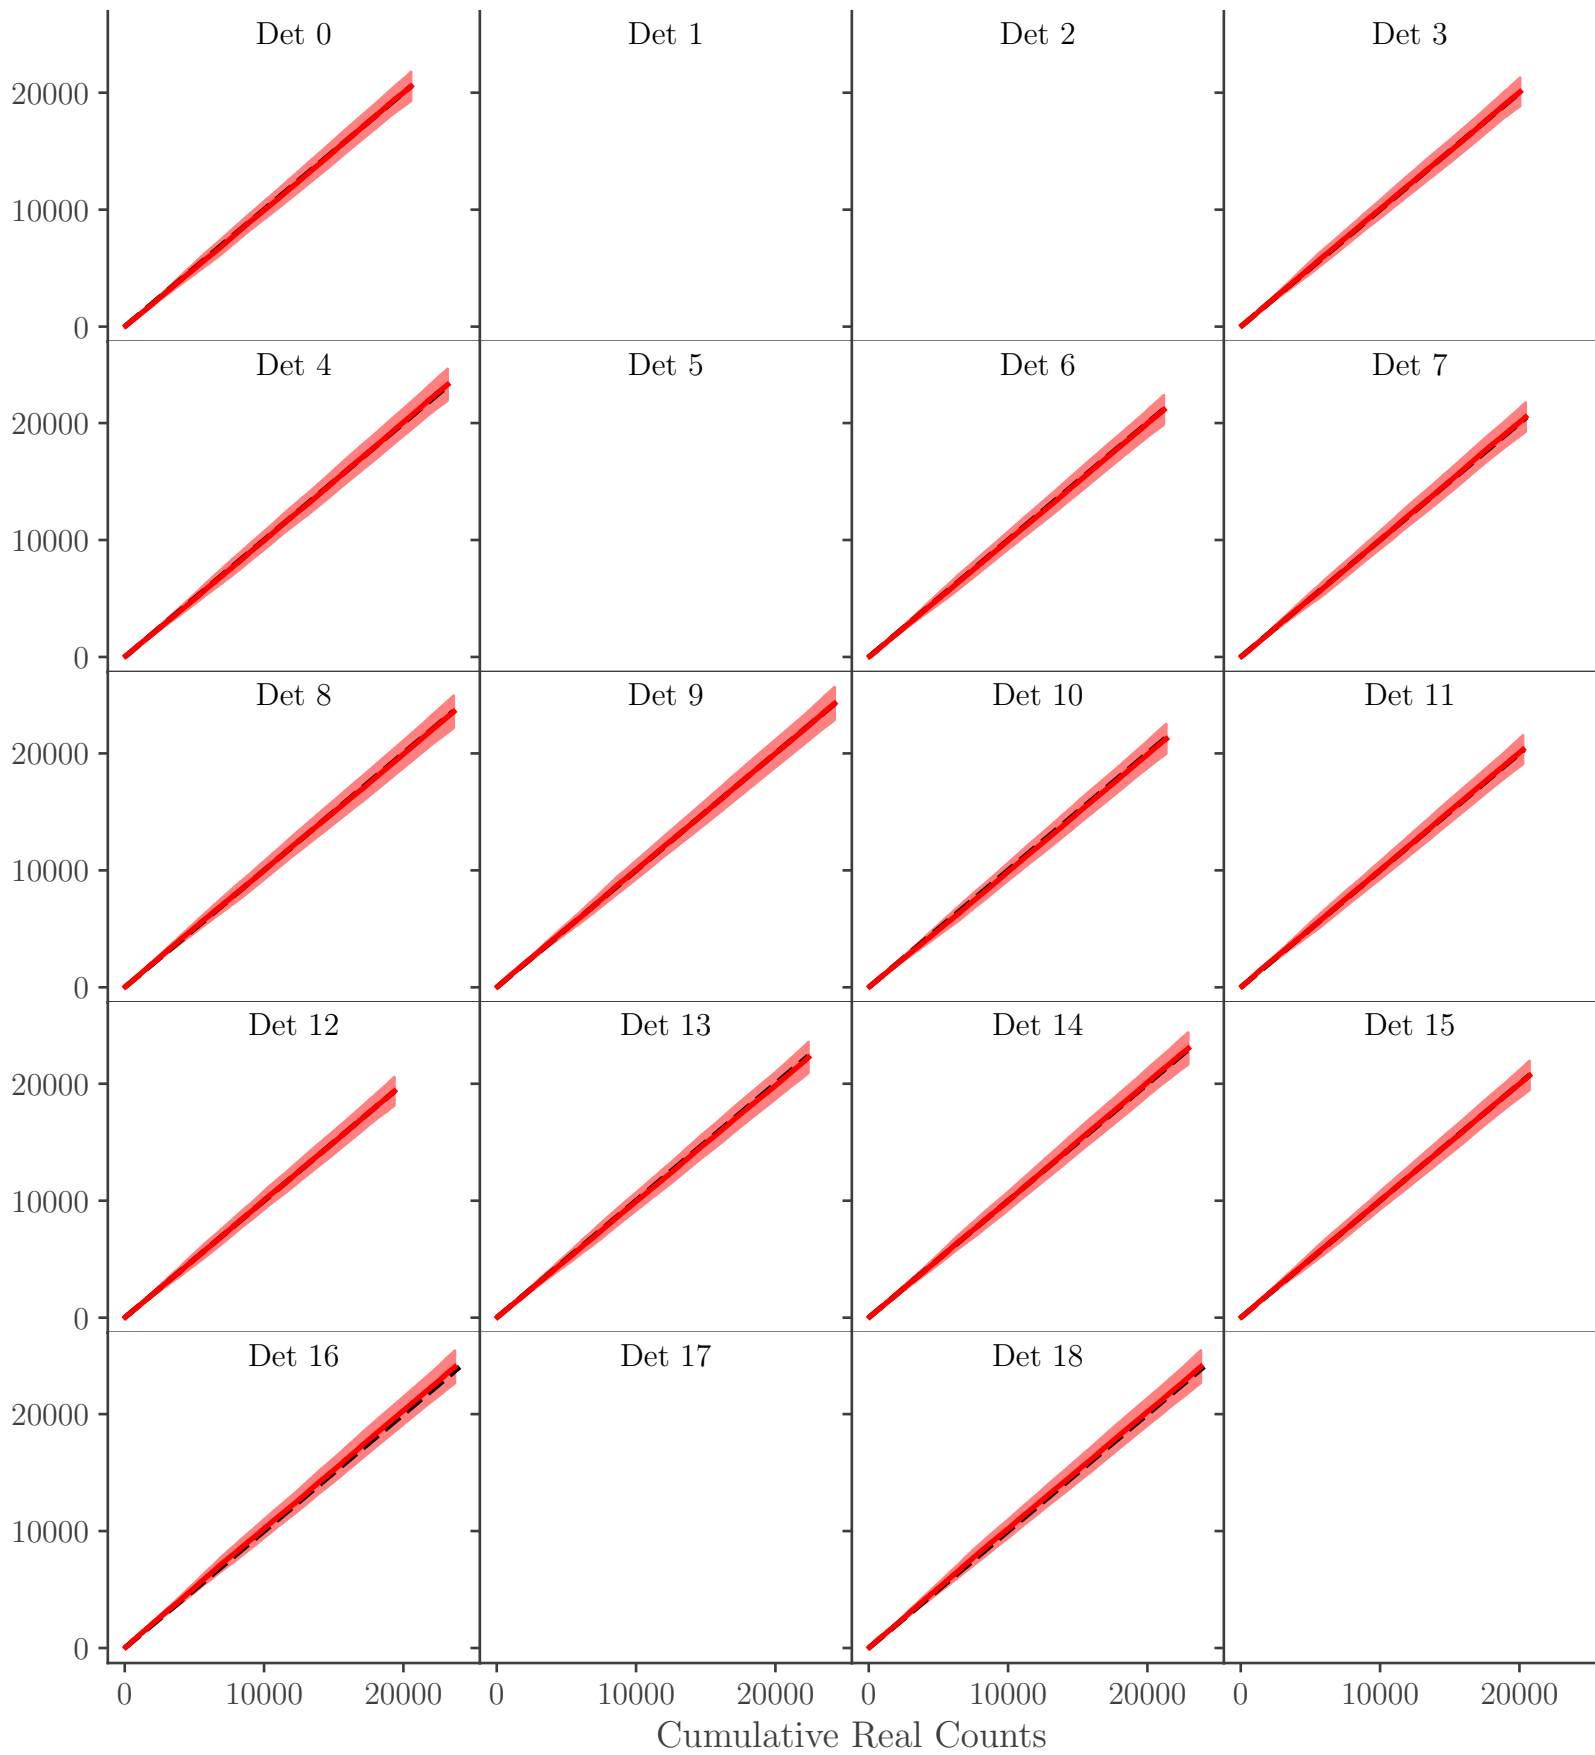 Det 0 Det 1 Det 2 Det 3
20000
10000
0
Det 4 Det 5 Det 6 Det 7
20000
10000
0
Det 8 Det 9 Det 10 Det 11
20000
10000
0
Det 12 Det 13 Det 14 Det 15
20000
10000
0
Det 16 Det 17 Det 18
20000
10000
0
0 10000 20000 0 10000 20000 0 10000 20000 0 10000 20000
Cumulative Real Counts